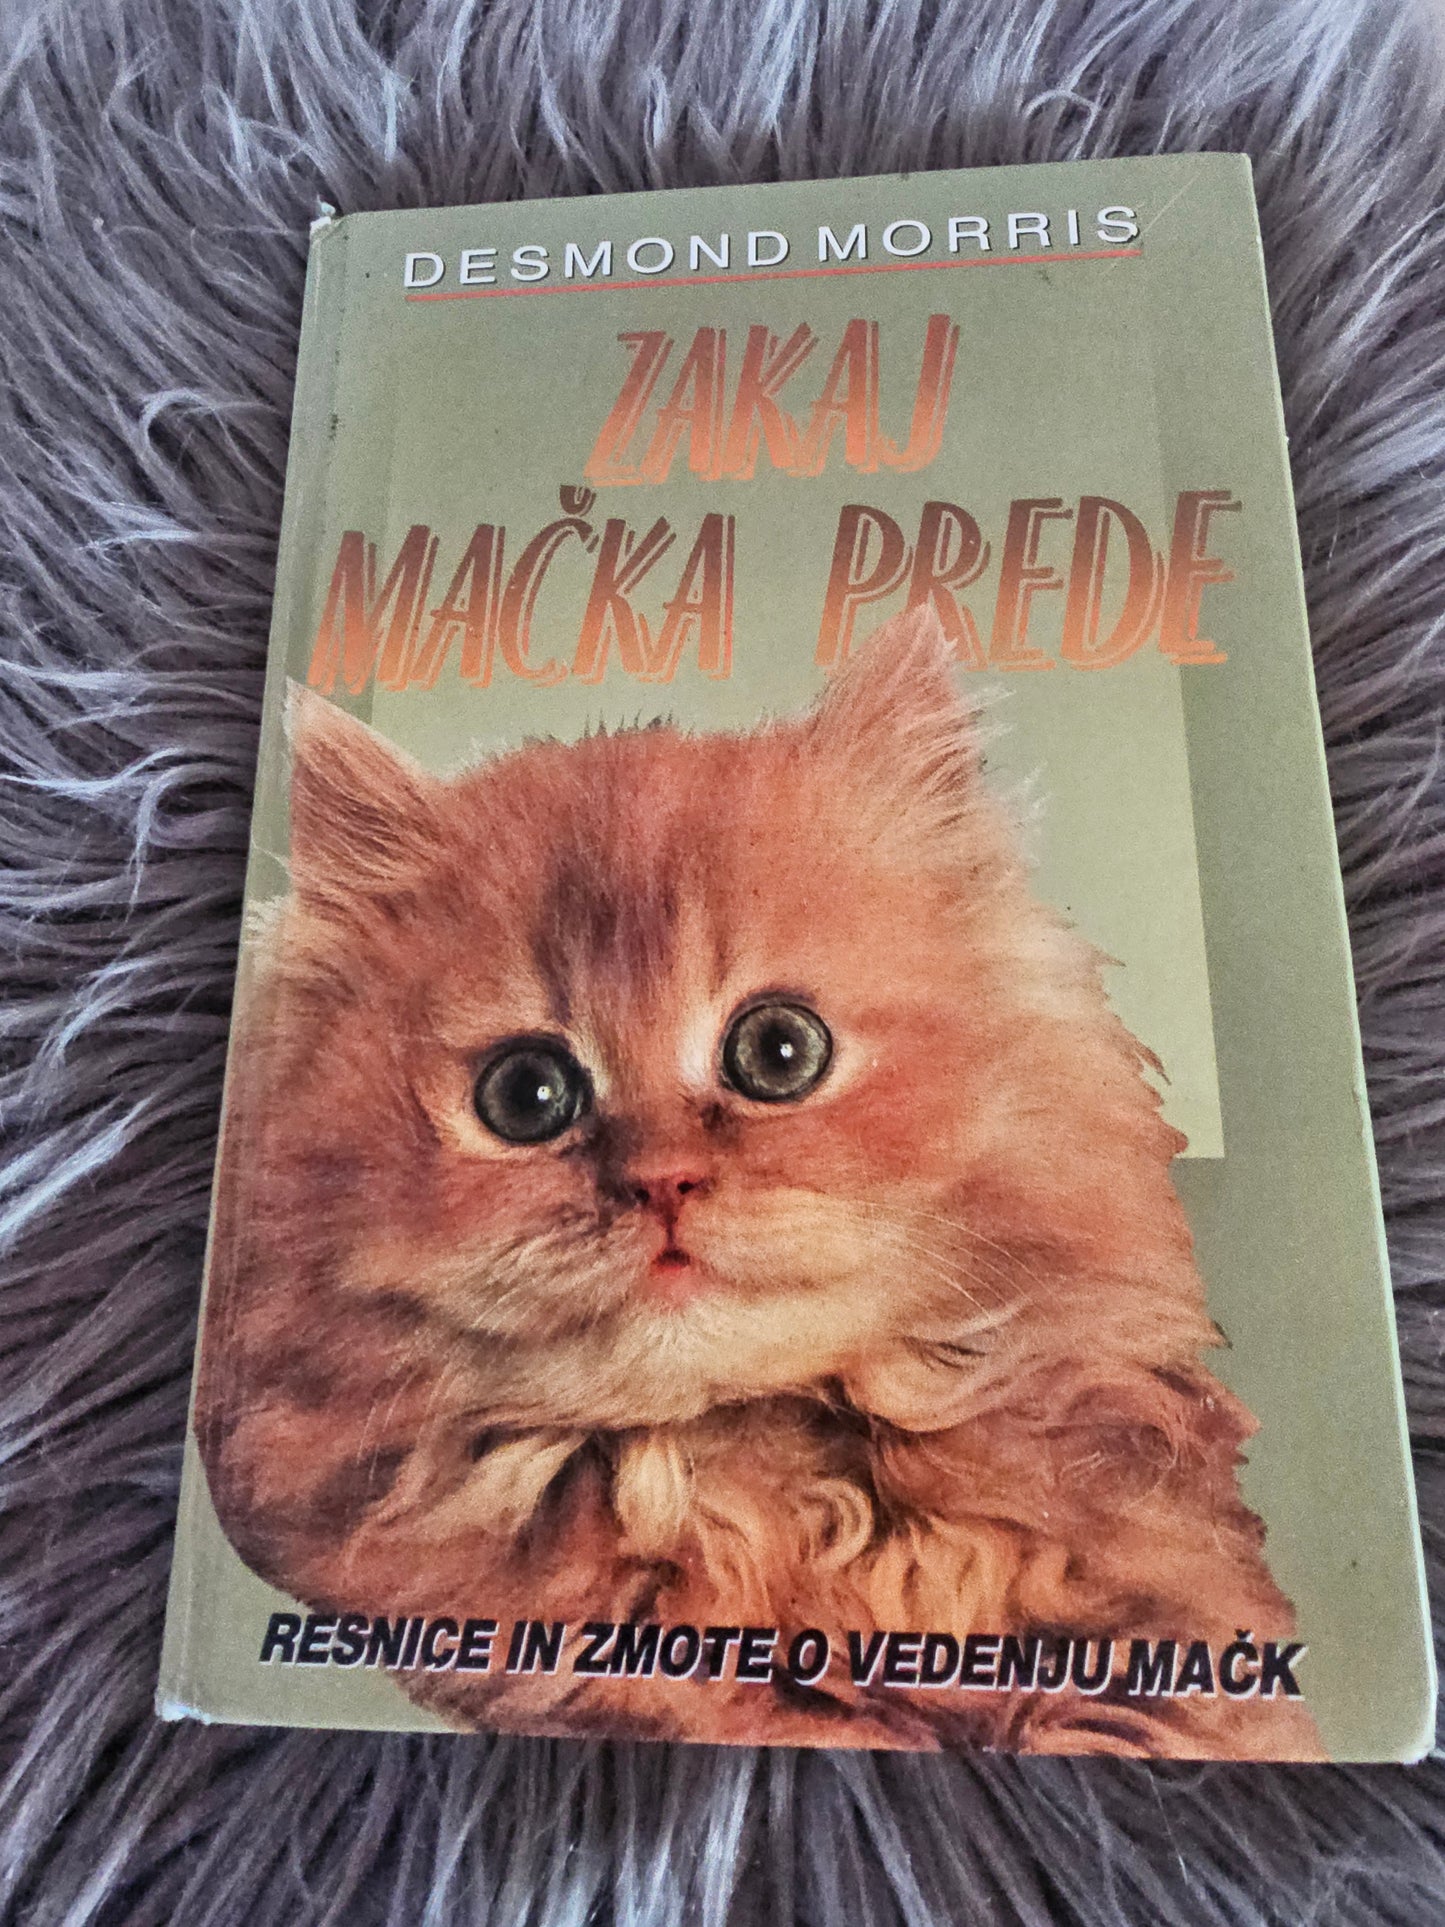 DESMOND MORRIS
ZAKAJ
MAČKA PREDE
RESNICE IN ZMOTE O VEDENJU MAČK